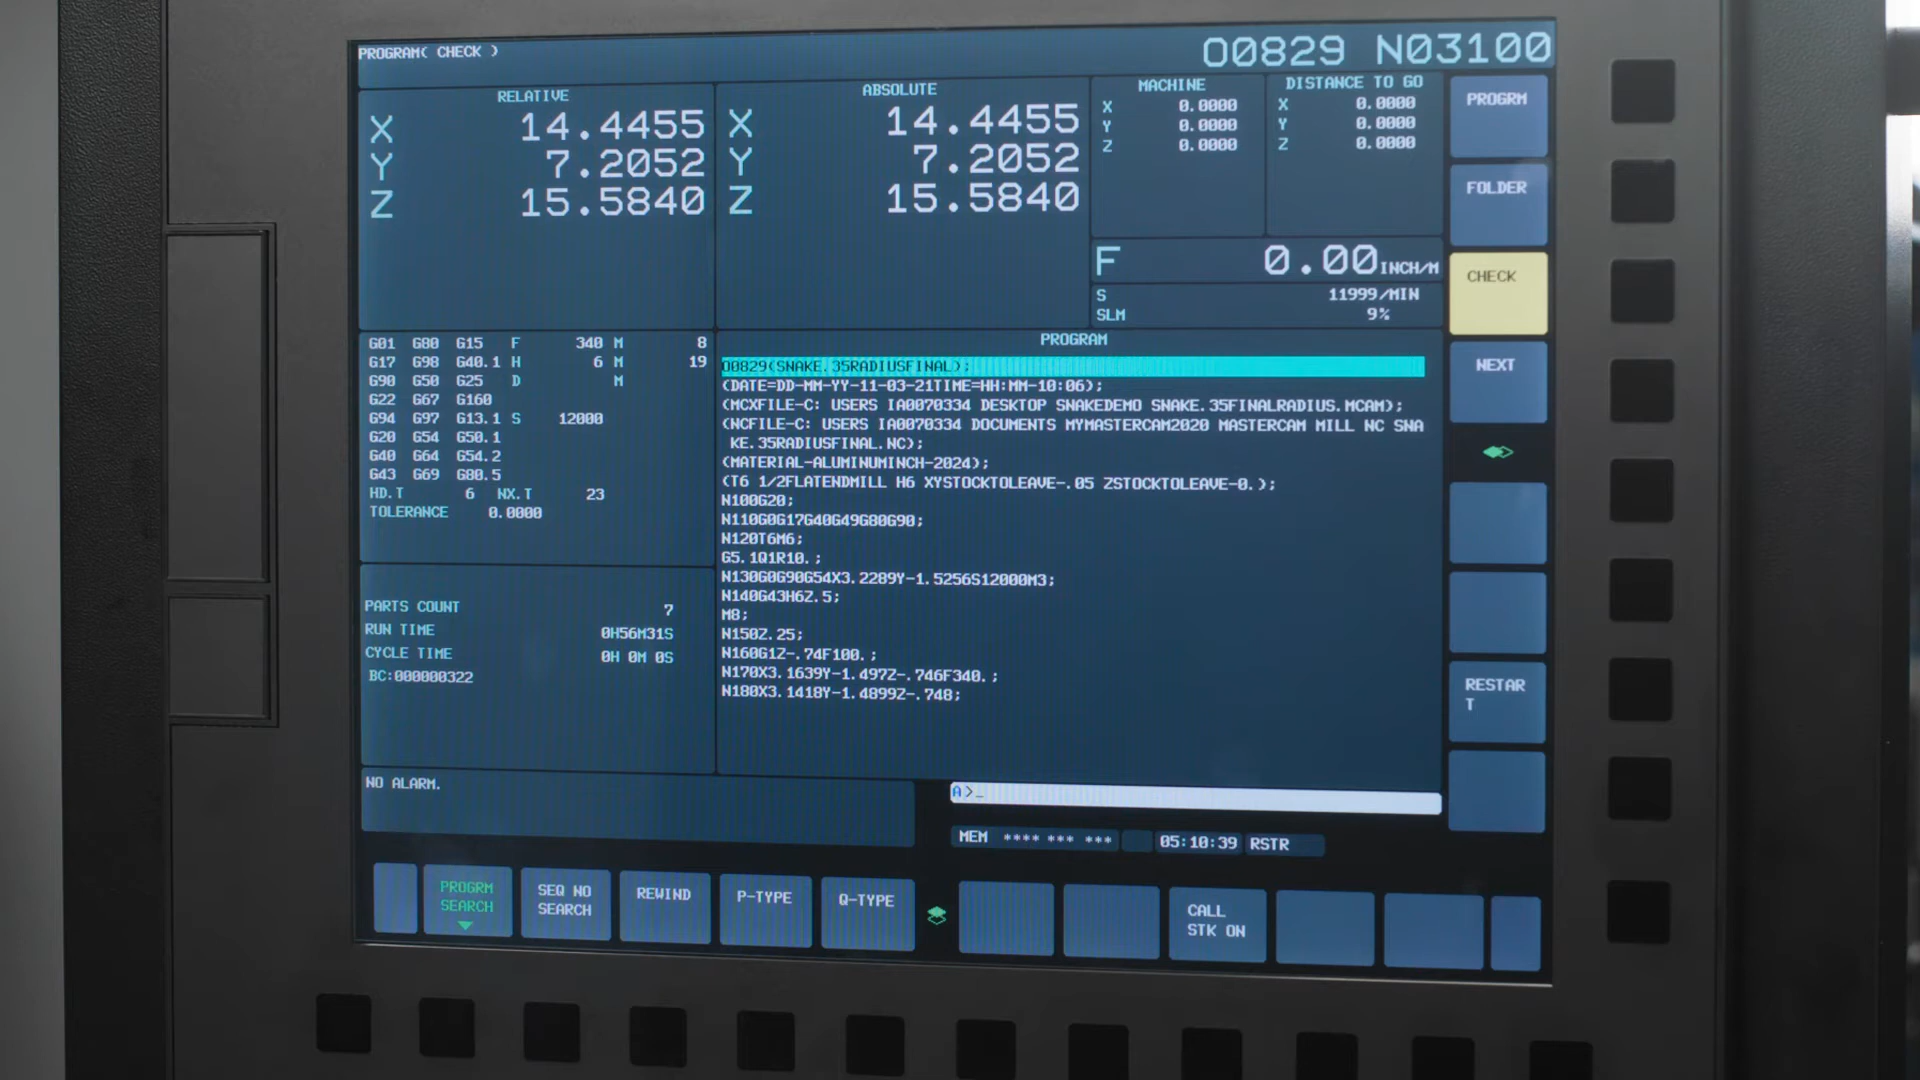 PROGRAM( CHECK )
O0829 N03100
RELATIVE
X 14.4455
Y 7.2052
Z 15.5840
ABSOLUTE
X 14.4455
Y 7.2052
Z 15.5840
MACHINE
X 0.0000
Y 0.0000
Z 0.0000
DISTANCE TO GO
X 0.0000
Y 0.0000
Z 0.0000
F 0.00 INCH/M
S 11999/MIN
SLM 9%
G01 G80 G15 F 340 M 8
G17 G98 G40.1 H 6 M 19
G90 G50 G25 D M
G22 G67 G160
G94 G97 G13.1 S 12000
G20 G54 G50.1
G40 G64 G54.2
G43 G69 G80.5
HD.T 6 NX.T 23
TOLERANCE 0.0000
PARTS COUNT 7
RUN TIME 0H56M31S
CYCLE TIME 0H 0M 0S
BC:000000322
PROGRAM
O0829(SNAKE.35RADIUSFINAL);
(DATE=DD-MM-YY-11-03-21TIME=HH:MM-10:06);
(MCXFILE-C: USERS IA0070334 DESKTOP SNAKEDEMO SNAKE.35FINALRADIUS.MCAM);
(NCFILE-C: USERS IA0070334 DOCUMENTS MYMASTERCAM2020 MASTERCAM MILL NC SNA
KE.35RADIUSFINAL.NC);
(MATERIAL-ALUMINUMINCH-2024);
(T6 1/2FLATENDMILL H6 XYSTOCKTOLEAVE-.05 ZSTOCKTOLEAVE-0.);
N100G20;
N110G0G17G40G49G80G90;
N120T6M6;
G5.1Q1R10.;
N130G0G90G54X3.2289Y-1.5256S12000M3;
N140G43H6Z.5;
M8;
N150Z.25;
N160G1Z-.74F100.;
N170X3.1639Y-1.497Z-.746F340.;
N180X3.1418Y-1.4899Z-.748;
NO ALARM.
A>_
MEM **** *** *** 05:10:39 RSTR
PROGRM
FOLDER
CHECK
NEXT
RESTAR
T
PROGRM
SEARCH
SEQ NO
SEARCH
REWIND
P-TYPE
Q-TYPE
CALL
STK ON